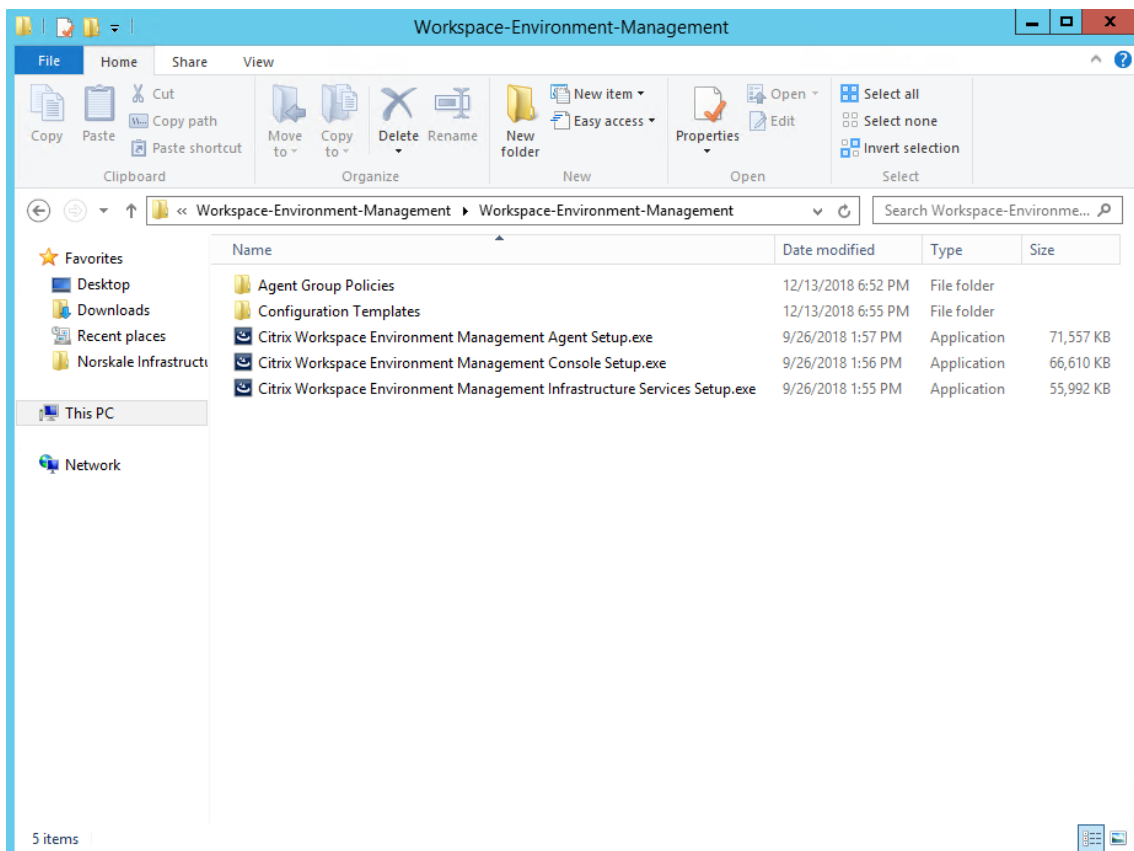 Workspace-Environment-Management
File Home Share View
Copy
Paste
Cut
Copy path
Paste shortcut
Clipboard
Move to
Copy to
Delete
Rename
Organize
New folder
New item
Easy access
New
Properties
Open
Edit
Open
Select all
Select none
Invert selection
Select
« Workspace-Environment-Management Workspace-Environment-Management
Search Workspace-Environme...
Favorites
Desktop
Downloads
Recent places
Norskale Infrastructu
This PC
Network
Name Date modified Type Size
Agent Group Policies 12/13/2018 6:52 PM File folder
Configuration Templates 12/13/2018 6:55 PM File folder
Citrix Workspace Environment Management Agent Setup.exe 9/26/2018 1:57 PM Application 71,557 KB
Citrix Workspace Environment Management Console Setup.exe 9/26/2018 1:56 PM Application 66,610 KB
Citrix Workspace Environment Management Infrastructure Services Setup.exe 9/26/2018 1:55 PM Application 55,992 KB
5 items